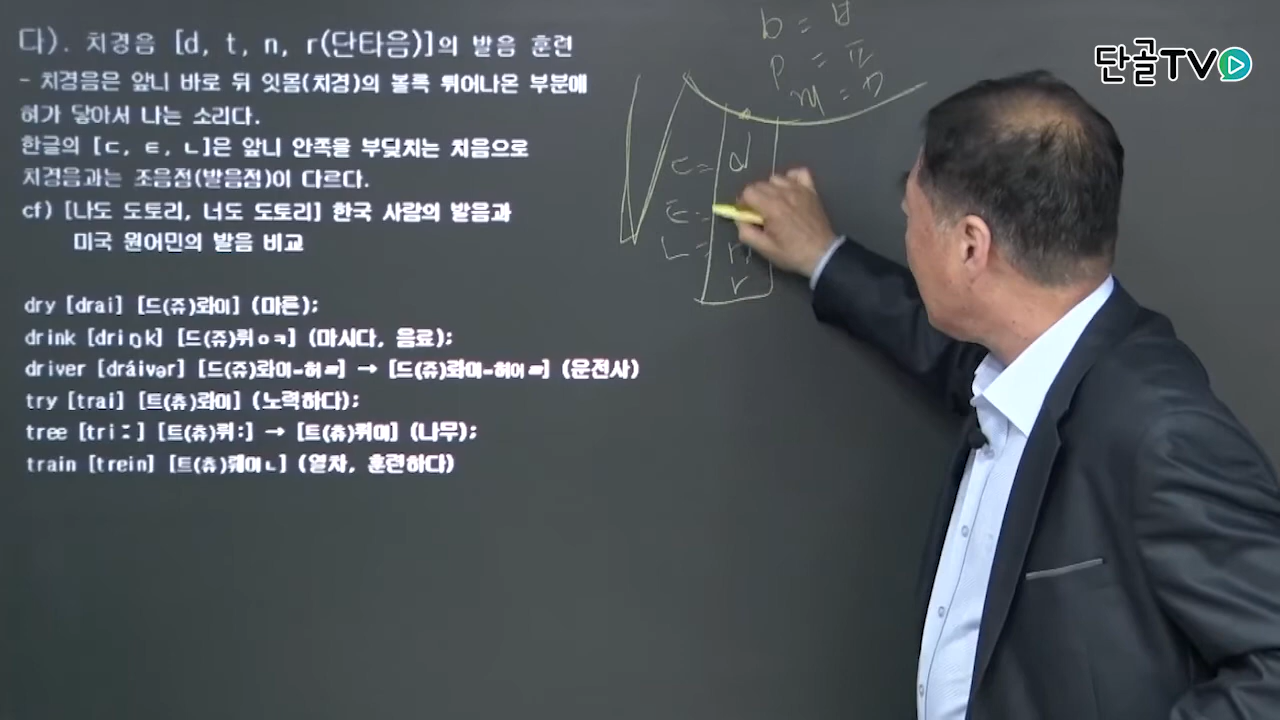 다). 치경음 [d, t, n, r(단타음)]의 발음 훈련
- 치경음은 앞니 바로 뒤 잇몸(치경)의 볼록 튀어나온 부분에
혀가 닿아서 나는 소리다.
한글의 [ㄷ, ㅌ, ㄴ]은 앞니 안쪽을 부딪치는 치음으로
치경음과는 조음점(발음점)이 다르다.
cf) [나도 도토리, 너도 도토리] 한국 사람의 발음과
미국 원어민의 발음 비교
dry [drai] [드(쥬)롸이] (마른);
drink [driŋk] [드(쥬)뤼ㅇㅋ] (마시다, 음료);
driver [dráivər] [드(쥬)롸이-허ㄹ] → [드(쥬)롸이-허어ㄹ] (운전사)
try [trai] [트(츄)롸이] (노력하다);
tree [triː] [트(츄)뤼:] → [트(츄)뤼이] (나무);
train [trein] [트(츄)뤠이ㄴ] (열차, 훈련하다)
b = ㅂ
p = ㅍ
m = ㅁ
ㄷ = d
ㅌ =
ㄴ = n
r
단골TV